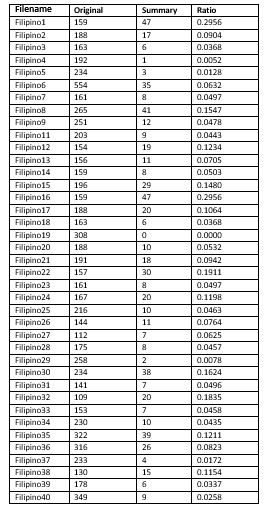 Filename Original Summary Ratio
Filipino1 159 47 0.2956
Filipino2 188 17 0.0904
Filipino3 163 6 0.0368
Filipino4 192 1 0.0052
Filipino5 234 3 0.0128
Filipino6 554 35 0.0632
Filipino7 161 8 0.0497
Filipino8 265 41 0.1547
Filipino9 251 12 0.0478
Filipino11 203 9 0.0443
Filipino12 154 19 0.1234
Filipino13 156 11 0.0705
Filipino14 159 8 0.0503
Filipino15 196 29 0.1480
Filipino16 159 47 0.2956
Filipino17 188 20 0.1064
Filipino18 163 6 0.0368
Filipino19 308 0 0.0000
Filipino20 188 10 0.0532
Filipino21 191 18 0.0942
Filipino22 157 30 0.1911
Filipino23 161 8 0.0497
Filipino24 167 20 0.1198
Filipino25 216 10 0.0463
Filipino26 144 11 0.0764
Filipino27 112 7 0.0625
Filipino28 175 8 0.0457
Filipino29 258 2 0.0078
Filipino30 234 38 0.1624
Filipino31 141 7 0.0496
Filipino32 109 20 0.1835
Filipino33 153 7 0.0458
Filipino34 230 10 0.0435
Filipino35 322 39 0.1211
Filipino36 316 26 0.0823
Filipino37 233 4 0.0172
Filipino38 130 15 0.1154
Filipino39 178 6 0.0337
Filipino40 349 9 0.0258